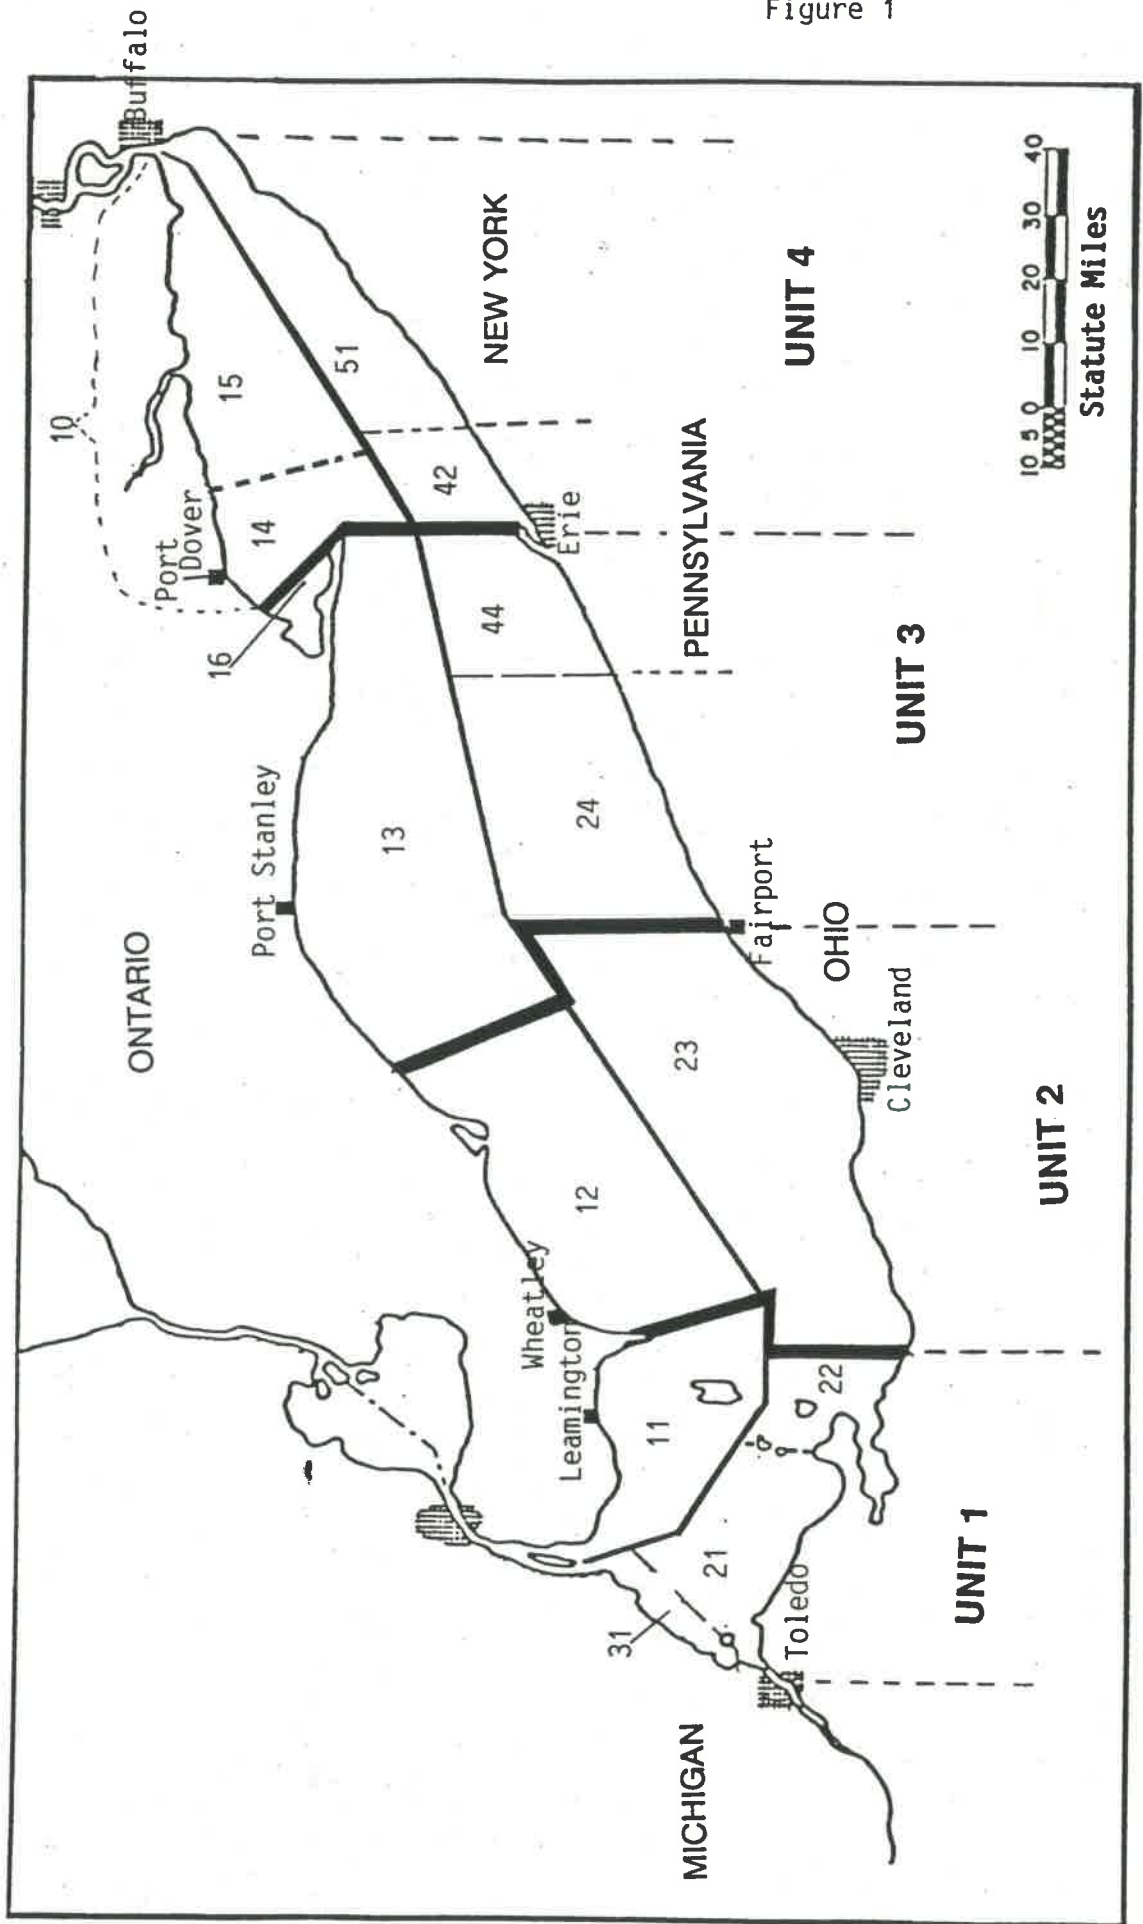 Figure 1
Buffalo
10
15
51
NEW YORK
UNIT 4
10 5 0 10 20 30 40
Statute Miles
Port
Dover
14
42
16
Erie
44
PENNSYLVANIA
UNIT 3
Port Stanley
13
24
ONTARIO
Fairport
OHIO
23
Cleveland
12
UNIT 2
Wheatley
Leamington
11
22
21
31
Toledo
UNIT 1
MICHIGAN